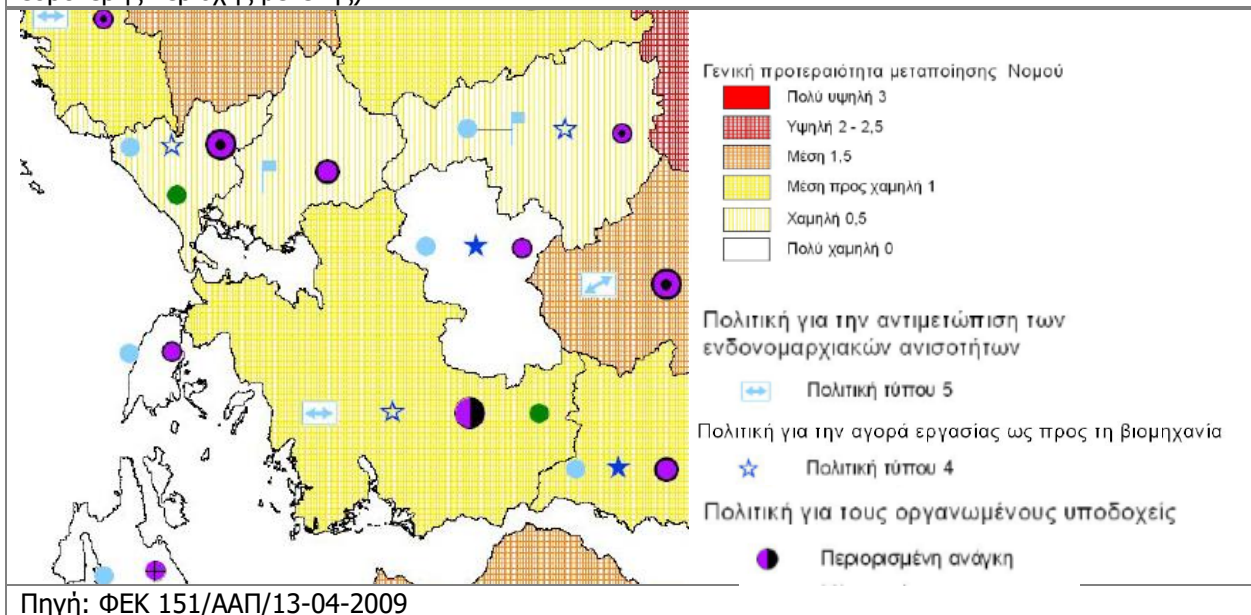 Γενική προτεραιότητα μεταποίησης Νομού
Πολύ υψηλή 3
Υψηλή 2 - 2,5
Μέση 1,5
Μέση προς χαμηλή 1
Χαμηλή 0,5
Πολύ χαμηλή 0
Πολιτική για την αντιμετώπιση των
ενδονομαρχιακών ανισοτήτων
Πολιτική τύπου 5
Πολιτική για την αγορά εργασίας ως προς τη βιομηχανία
Πολιτική τύπου 4
Πολιτική για τους οργανωμένους υποδοχείς
Περιορισμένη ανάγκη
Πηγή: ΦΕΚ 151/ΑΑΠ/13-04-2009